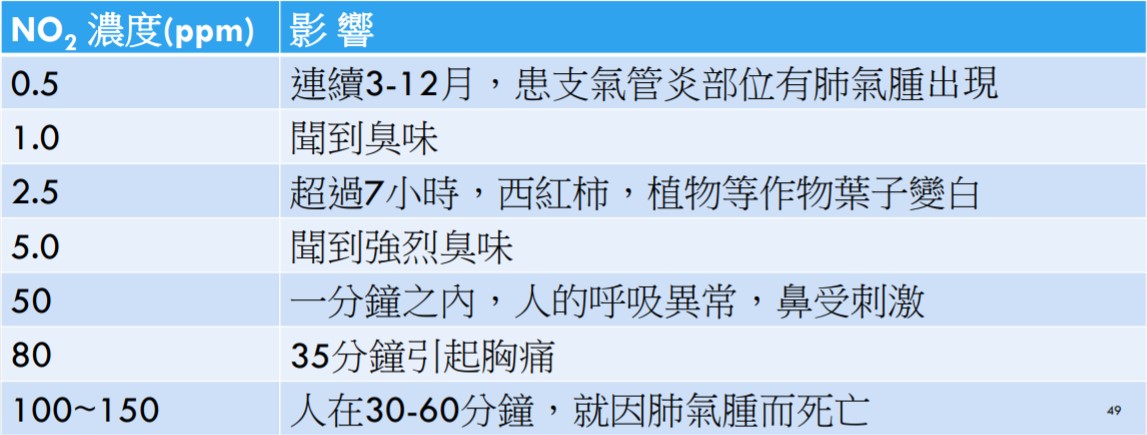 NO2 濃度(ppm) 影 響
0.5 連續3-12月，患支氣管炎部位有肺氣腫出現
1.0 聞到臭味
2.5 超過7小時，西紅柿，植物等作物葉子變白
5.0 聞到強烈臭味
50 一分鐘之內，人的呼吸異常，鼻受刺激
80 35分鐘引起胸痛
100~150 人在30-60分鐘，就因肺氣腫而死亡
49